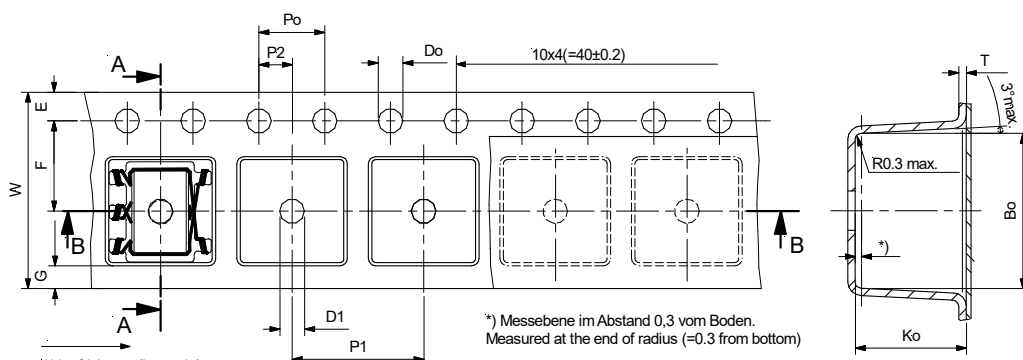 Po
A
P2
Do
10x4(=40±0.2)
T
3°max.
E
F
W
G
R0.3 max.
Bo
B
B
*)
D1
A
*) Messebene im Abstand 0,3 vom Boden.
Measured at the end of radius (=0.3 from bottom)
P1
Ko